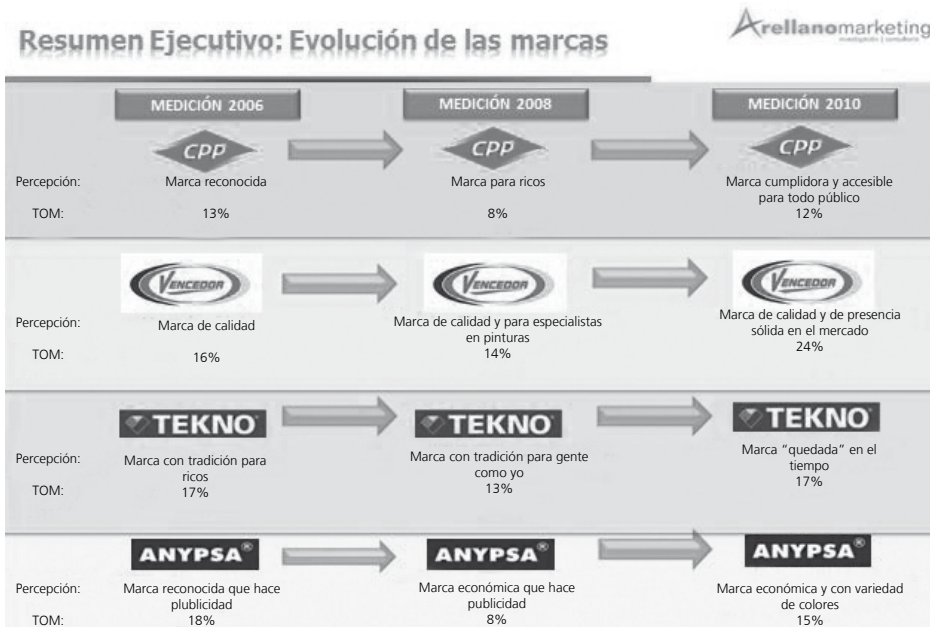 Resumen Ejecutivo: Evolución de las marcas
Arellanomarketing
MEDICIÓN 2006
MEDICIÓN 2008
MEDICIÓN 2010
CPP
CPP
CPP
Percepción:
Marca reconocida
Marca para ricos
Marca cumplidora y accesible
para todo público
TOM:
13%
8%
12%
VENCEDOR
VENCEDOR
VENCEDOR
Percepción:
Marca de calidad
Marca de calidad y para especialistas
en pinturas
Marca de calidad y de presencia
sólida en el mercado
TOM:
16%
14%
24%
TEKNO
TEKNO
TEKNO
Percepción:
Marca con tradición para
ricos
Marca con tradición para gente
como yo
Marca “quedada” en el
tiempo
TOM:
17%
13%
17%
ANYPSA®
ANYPSA®
ANYPSA®
Percepción:
Marca reconocida que hace
plublicidad
Marca económica que hace
publicidad
Marca económica y con variedad
de colores
TOM:
18%
8%
15%